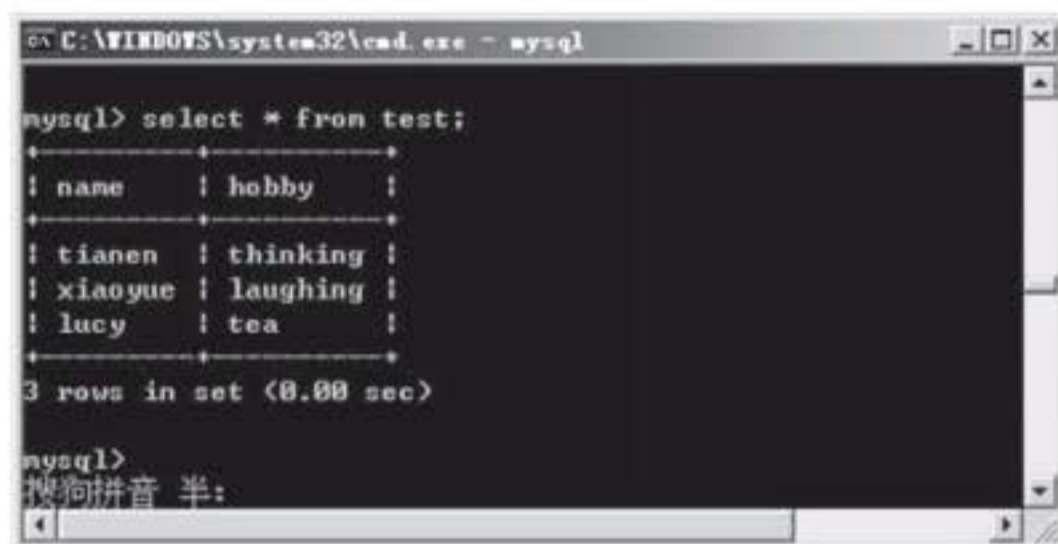 C:\WINDOWS\system32\cmd.exe - mysql
mysql> select * from test;
+----------+----------+
| name | hobby |
+----------+----------+
| tianen | thinking |
| xiaoyue | laughing |
| lucy | tea |
+----------+----------+
3 rows in set (0.00 sec)
mysql>
搜狗拼音 半: